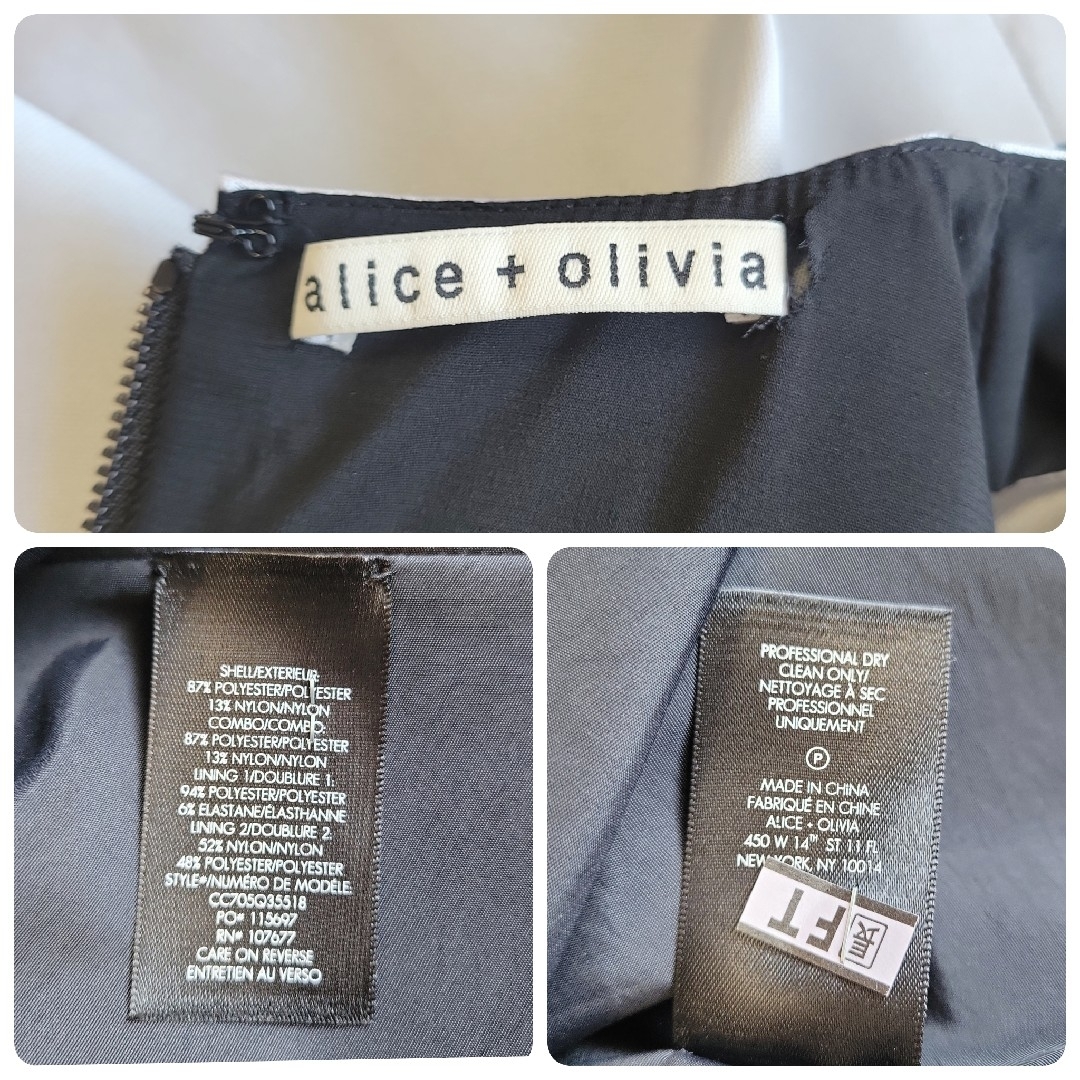 alice + olivia
SHELL/EXTERIEUR:
87% POLYESTER/POLYESTER
13% NYLON/NYLON
COMBO/COMBO:
87% POLYESTER/POLYESTER
13% NYLON/NYLON
LINING 1/DOUBLURE 1:
94% POLYESTER/POLYESTER
6% ELASTANE/ÉLASTHANNE
LINING 2/DOUBLURE 2:
52% NYLON/NYLON
48% POLYESTER/POLYESTER
STYLE#/NUMÉRO DE MODÈLE:
CC705Q35518
PO# 115697
RN# 107677
CARE ON REVERSE
ENTRETIEN AU VERSO
PROFESSIONAL DRY
CLEAN ONLY/
NETTOYAGE À SEC
PROFESSIONNEL
UNIQUEMENT
P
MADE IN CHINA
FABRIQUÉ EN CHINE
ALICE + OLIVIA
450 W 14TH ST 11 FL
NEW YORK, NY 10014